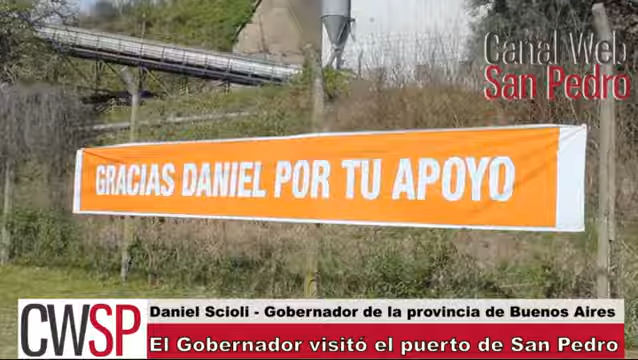 Canal Web
San Pedro
GRACIAS DANIEL POR TU APOYO
CWSP
Daniel Scioli - Gobernador de la provincia de Buenos Aires
El Gobernador visitó el puerto de San Pedro